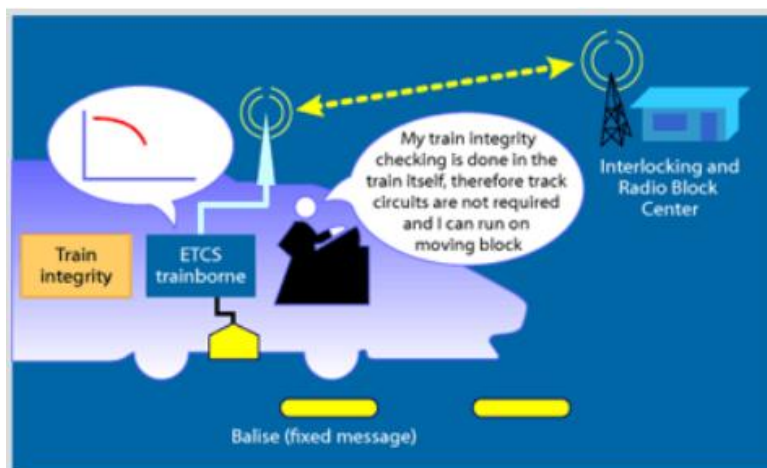 My train integrity
checking is done in the
train itself, therefore track
circuits are not required
and I can run on
moving block
Interlocking and
Radio Block
Center
Train
integrity
ETCS
trainborne
Balise (fixed message)